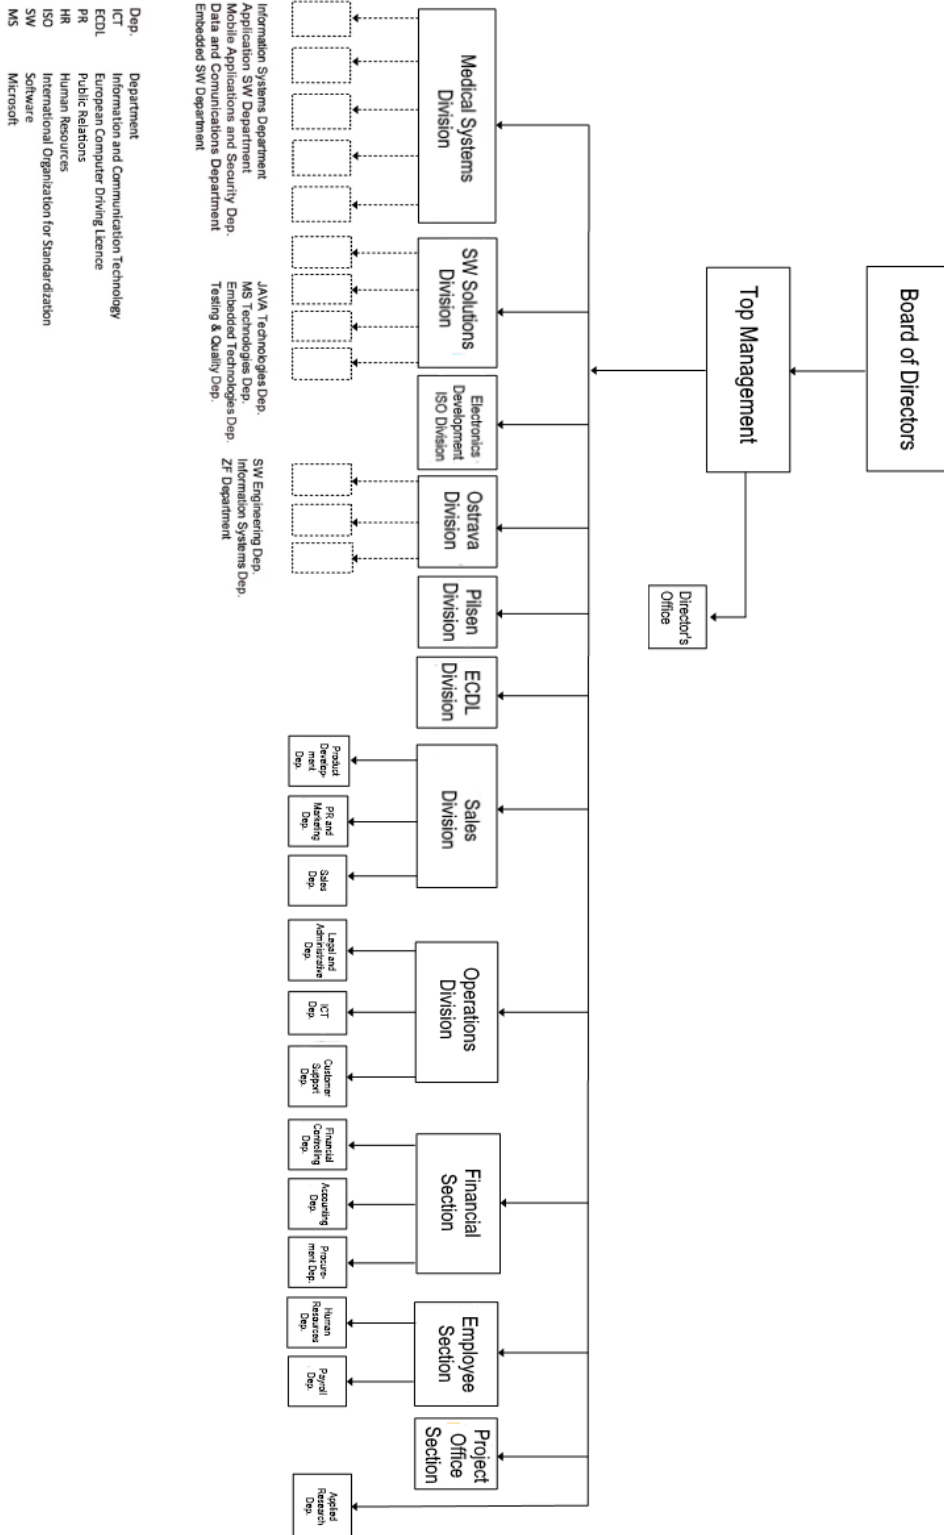 Board of Directors
Top Management
Director's
Office
Medical Systems
Division
SW Solutions
Division
Electronics
Development
ISO Division
Ostrava
Division
Pilsen
Division
ECDL
Division
Sales
Division
Operations
Division
Financial
Section
Employee
Section
Project
Office
Section
Product
Develop-
ment
Dep.
PR and
Marketing
Dep.
Sales
Dep.
Legal and
Administrative
Dep.
ICT
Dep.
Customer
Support
Dep.
Financial
Controlling
Dep.
Accounting
Dep.
Procure-
ment Dep.
Human
Resources
Dep.
Payroll
Dep.
Applied
Research
Dep.
Information Systems Department
Application SW Department
Mobile Applications and Security Dep.
Data and Comunications Department
Embedded SW Department
JAVA Technologies Dep.
MS Technologies Dep.
Embedded Technologies Dep.
Testing & Quality Dep.
SW Engineering Dep.
Information Systems Dep.
ZF Department
Dep. Department
ICT Information and Communication Technology
ECDL European Computer Driving Licence
PR Public Relations
HR Human Resources
ISO International Organization for Standardization
SW Software
MS Microsoft